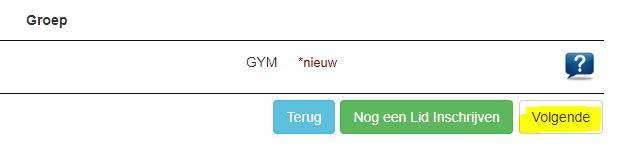 Groep
GYM *nieuw
?
Terug Nog een Lid Inschrijven Volgende